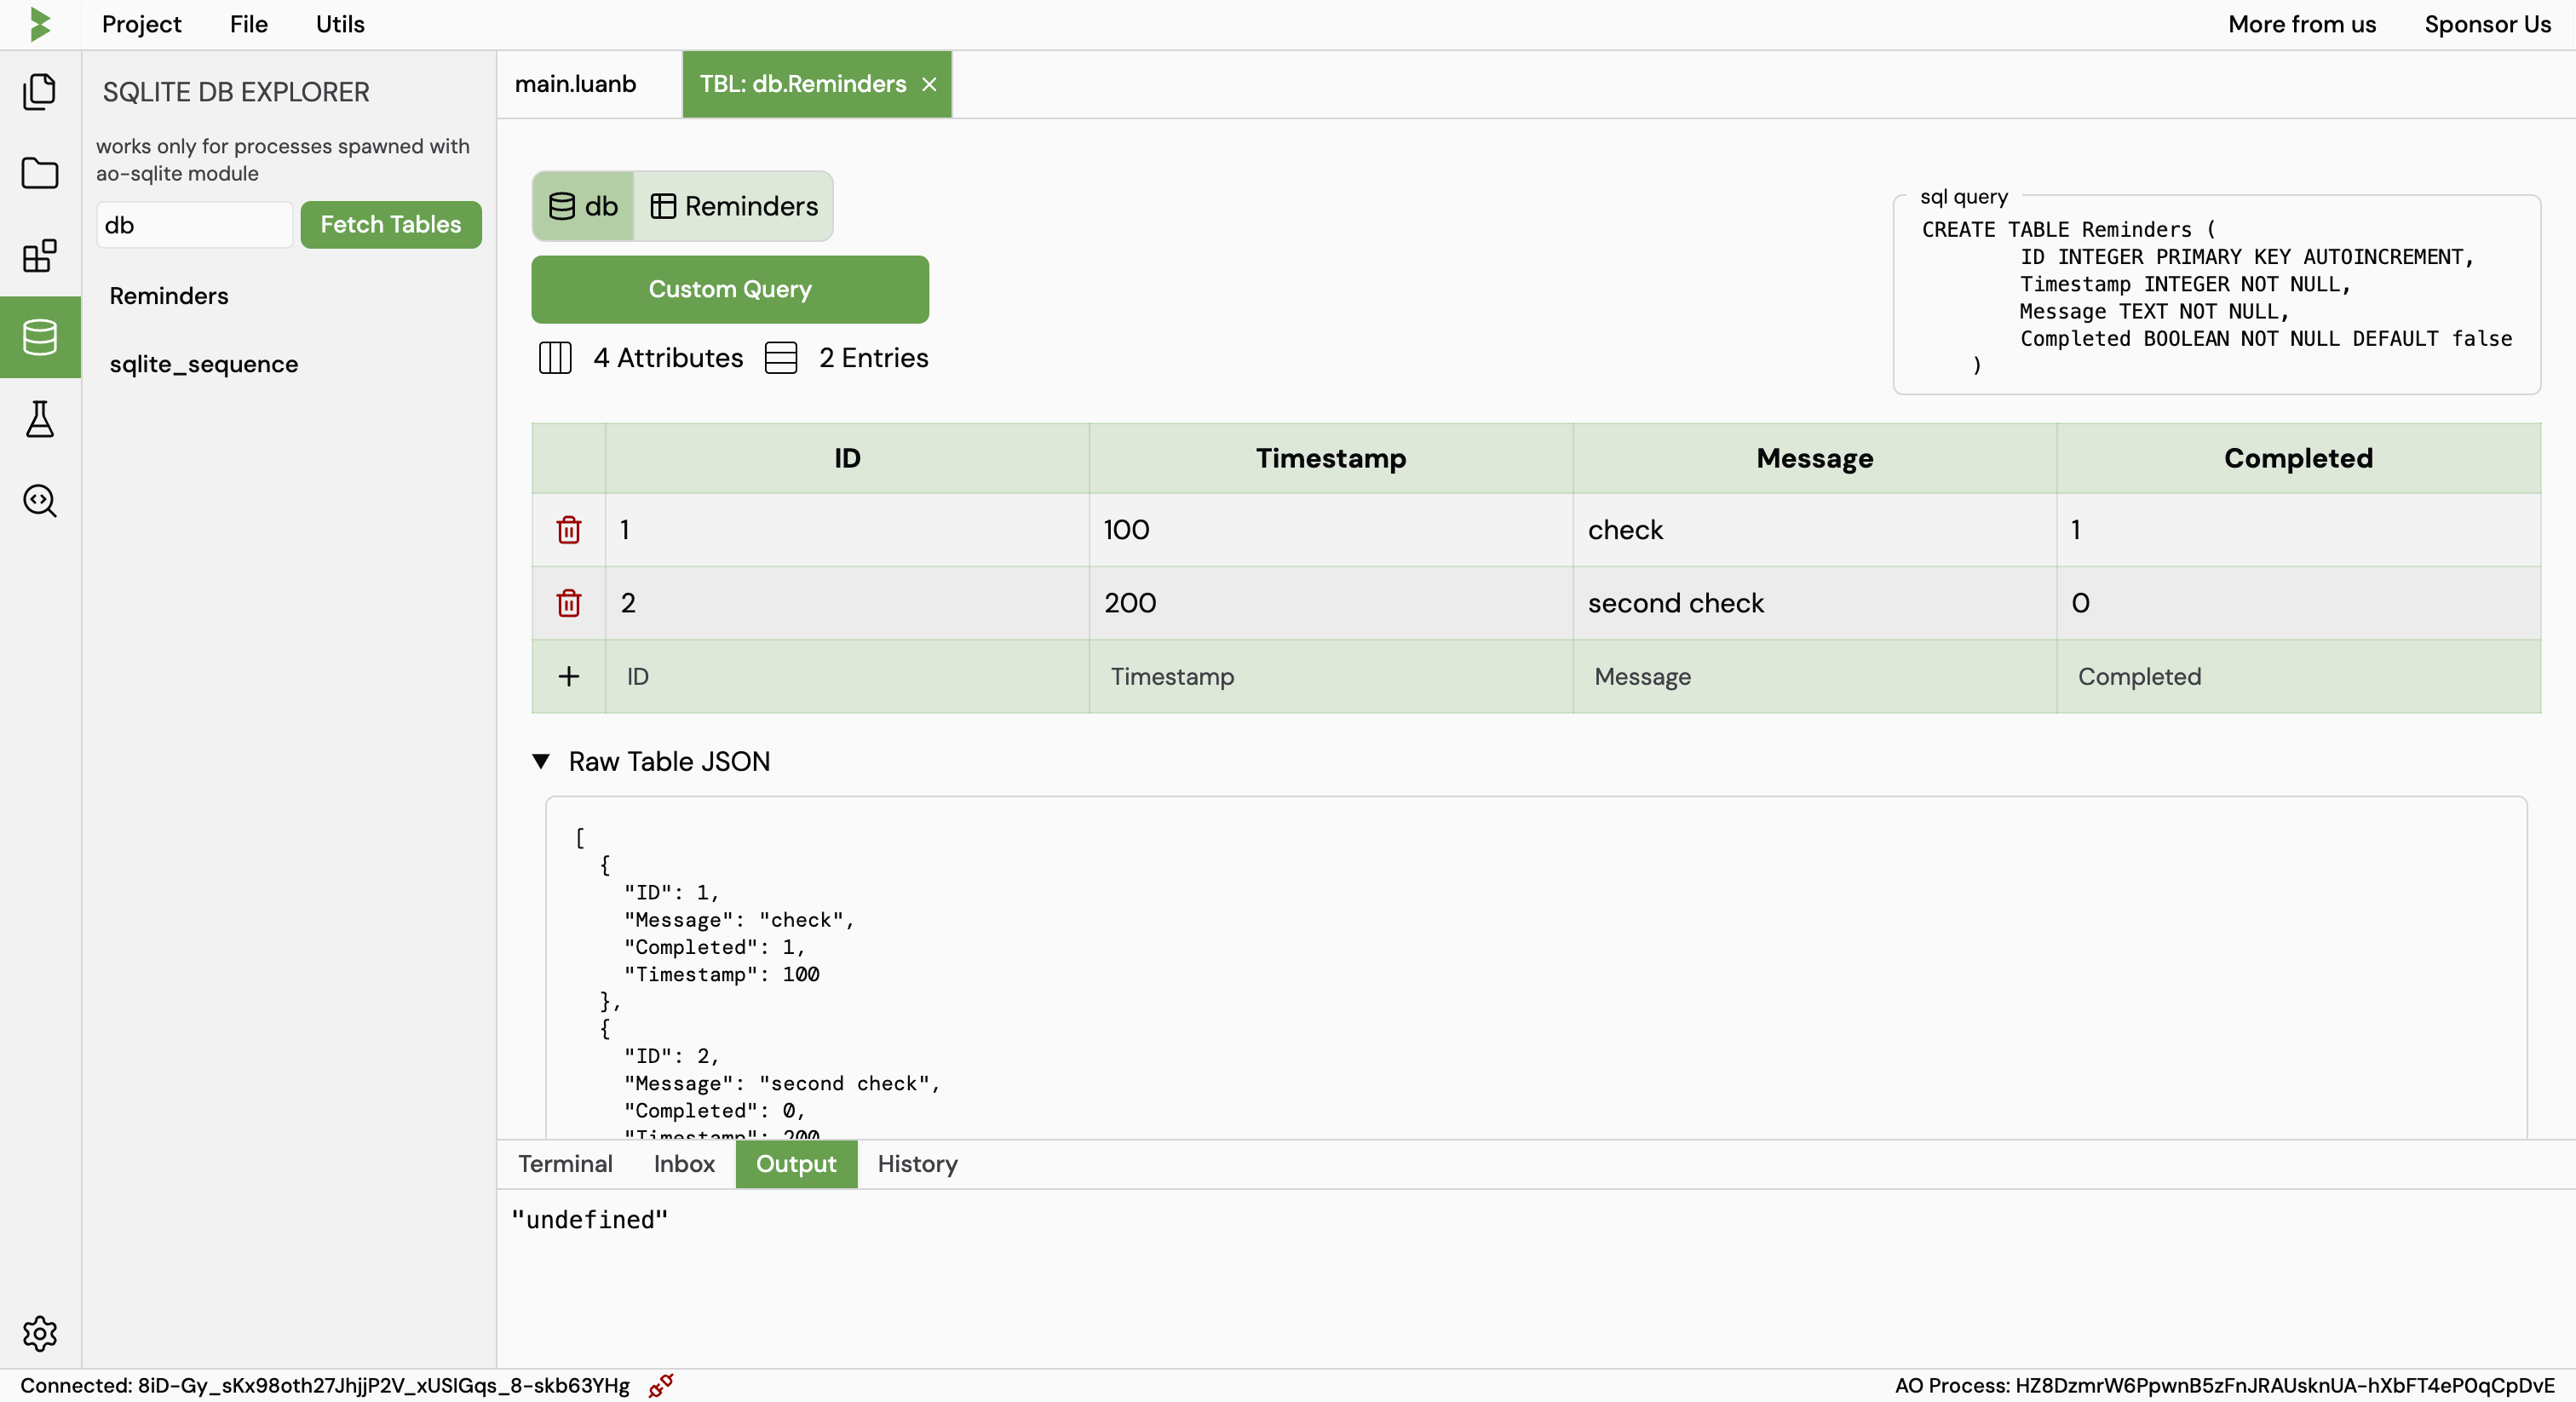 Project File Utils More from us Sponsor Us
SQLITE DB EXPLORER
works only for processes spawned with
ao-sqlite module
db Fetch Tables
Reminders
sqlite_sequence
main.luanb TBL: db.Reminders
db Reminders
Custom Query
4 Attributes 2 Entries
sql query
CREATE TABLE Reminders (
ID INTEGER PRIMARY KEY AUTOINCREMENT,
Timestamp INTEGER NOT NULL,
Message TEXT NOT NULL,
Completed BOOLEAN NOT NULL DEFAULT false
)
ID Timestamp Message Completed
1 100 check 1
2 200 second check 0
ID Timestamp Message Completed
Raw Table JSON
[
{
"ID": 1,
"Message": "check",
"Completed": 1,
"Timestamp": 100
},
{
"ID": 2,
"Message": "second check",
"Completed": 0,
"Timestamp": 200
Terminal Inbox Output History
"undefined"
Connected: 8iD-Gy_sKx98oth27JhjjP2V_xUSIGqs_8-skb63YHg AO Process: HZ8DzmrW6PpwnB5zFnJRAUsknUA-hXbFT4eP0qCpDvE